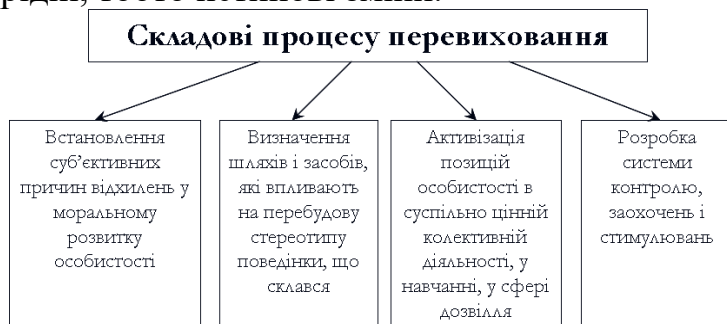 Складові процесу перевиховання
Встановлення
суб’єктивних
причин відхилень у
моральному
розвитку
особистості
Визначення
шляхів і засобів,
які впливають
на перебудову
стереотипу
поведінки, що
склався
Активізація
позицій
особистості в
суспільно цінній
колективній
діяльності, у
навчанні, у сфері
дозвілля
Розробка
системи
контролю,
заохочень і
стимулювань